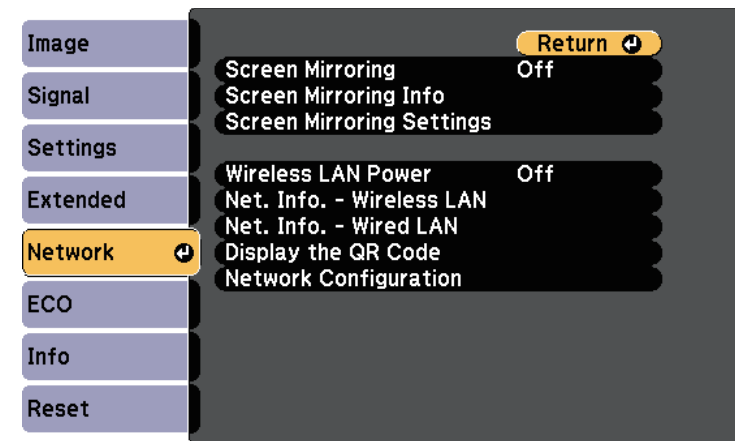 Image
Signal
Settings
Extended
Network
ECO
Info
Reset
Return
Screen Mirroring Off
Screen Mirroring Info
Screen Mirroring Settings
Wireless LAN Power Off
Net. Info. - Wireless LAN
Net. Info. - Wired LAN
Display the QR Code
Network Configuration